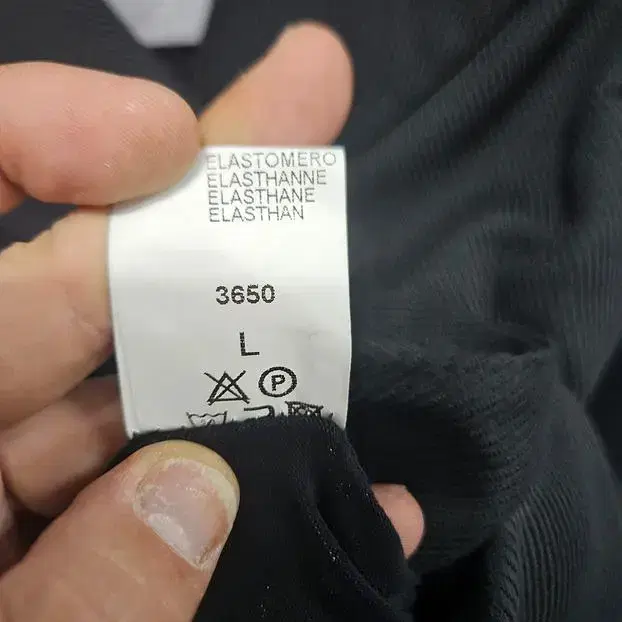 ELASTOMERO
ELASTHANNE
ELASTHANE
ELASTHAN
3650
L
P